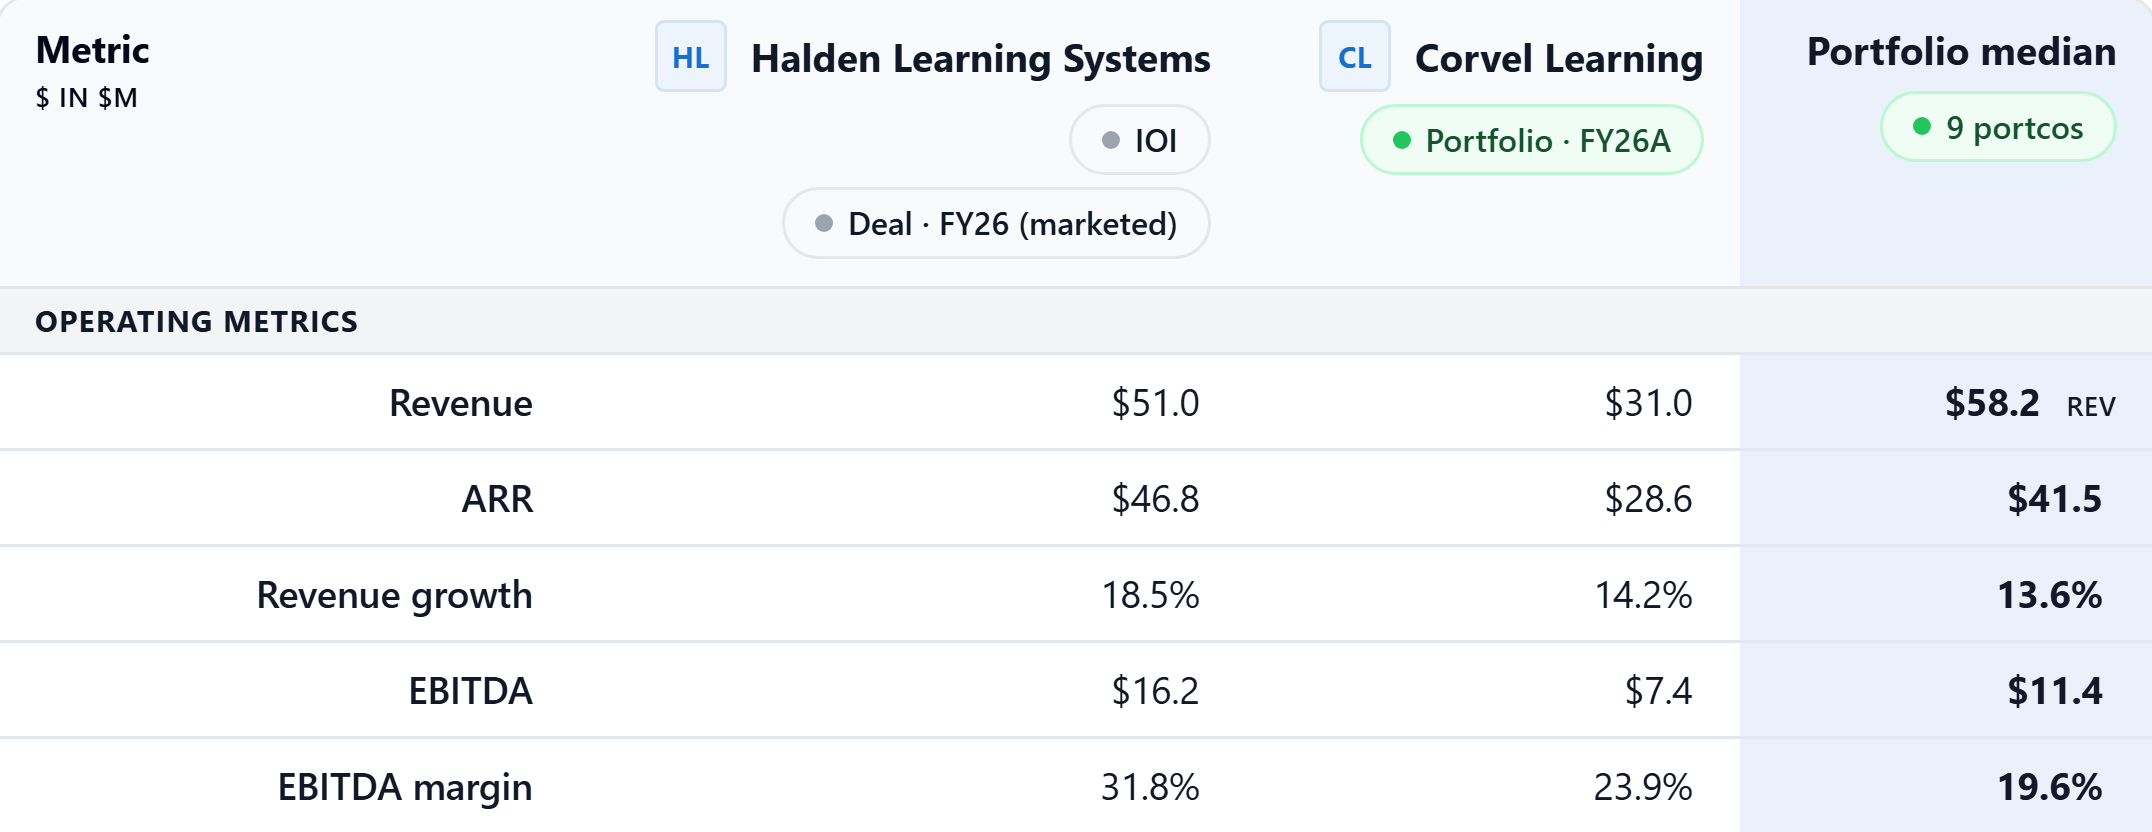 Metric
$ IN $M
HL Halden Learning Systems
IOI
Deal · FY26 (marketed)
CL Corvel Learning
Portfolio · FY26A
Portfolio median
9 portcos
OPERATING METRICS
Revenue $51.0 $31.0 $58.2 REV
ARR $46.8 $28.6 $41.5
Revenue growth 18.5% 14.2% 13.6%
EBITDA $16.2 $7.4 $11.4
EBITDA margin 31.8% 23.9% 19.6%